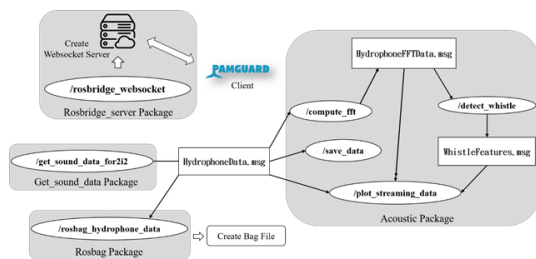 Create
Websocket Server
/rosbridge_websocket
Rosbridge_server Package
PAMGUARD
Client
HydrophoneFFTData.msg
/compute_fft
/detect_whistle
/save_data
WhistleFeatures.msg
/plot_streaming_data
Acoustic Package
HydrophoneData.msg
/get_sound_data_for2i2
Get_sound_data Package
/rosbag_hydrophone_data
Rosbag Package
Create Bag File